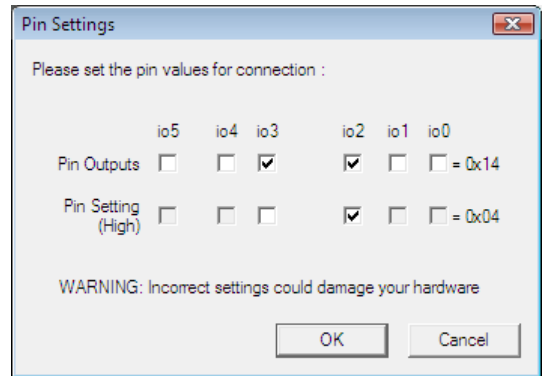 Pin Settings
Please set the pin values for connection :
io5 io4 io3 io2 io1 io0
Pin Outputs = 0x14
Pin Setting = 0x04
(High)
WARNING: Incorrect settings could damage your hardware
OK Cancel